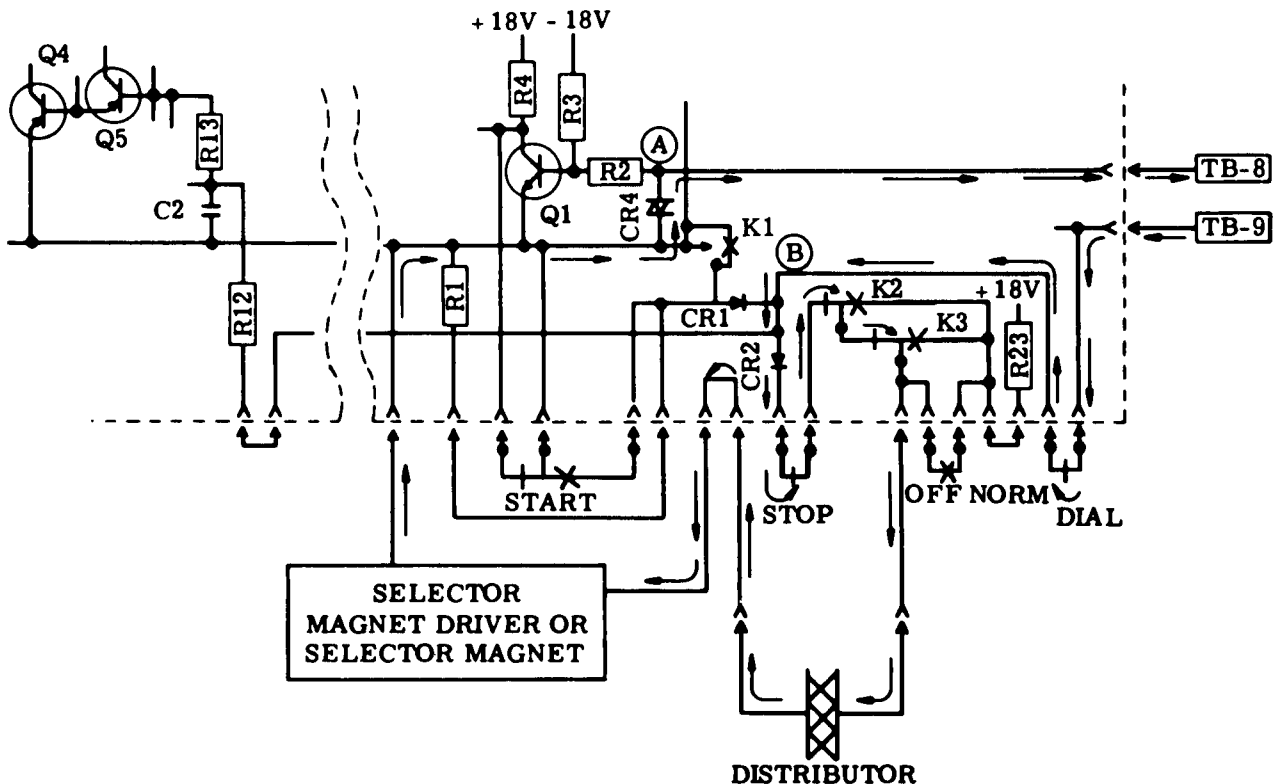 + 18V - 18V
Q4
Q5
R13
C2
R12
R4
R3
R2
A
Q1
CR4
K1
R1
B
CR1
CR2
K2
+ 18V
K3
R23
TB-8
TB-9
START
STOP
OFF NORM
DIAL
SELECTOR
MAGNET DRIVER OR
SELECTOR MAGNET
DISTRIBUTOR